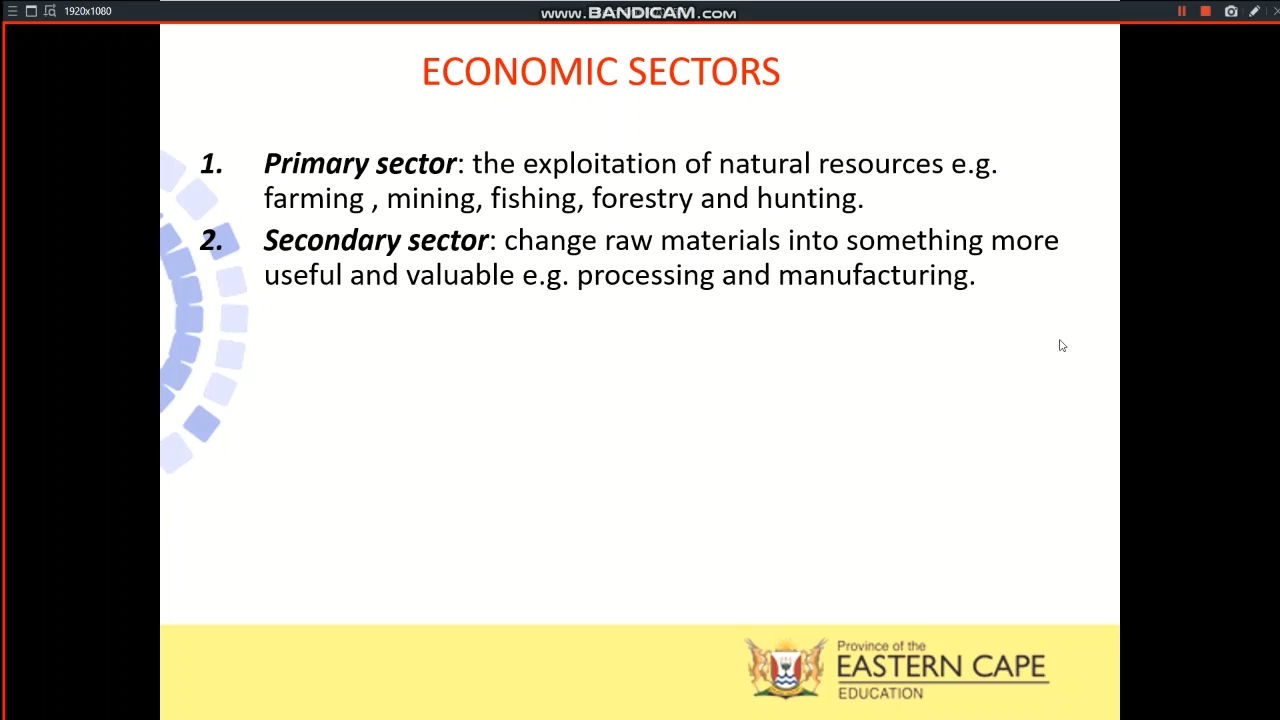 1920x1080
www.BANDICAM.com
ECONOMIC SECTORS
1. Primary sector: the exploitation of natural resources e.g.
farming , mining, fishing, forestry and hunting.
2. Secondary sector: change raw materials into something more
useful and valuable e.g. processing and manufacturing.
Province of the
EASTERN CAPE
EDUCATION